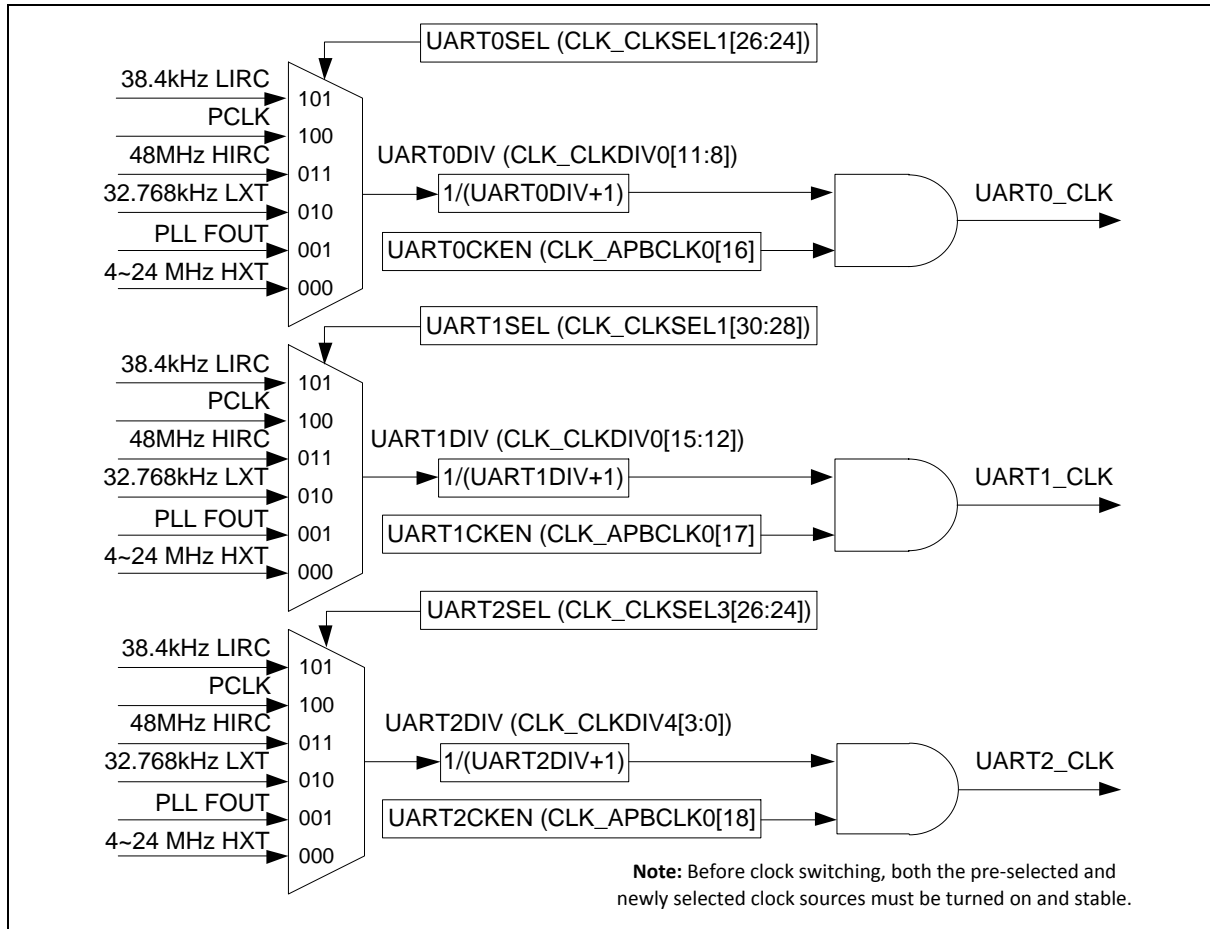 UART0SEL (CLK_CLKSEL1[26:24])
38.4kHz LIRC
101
PCLK
100
48MHz HIRC
011
UART0DIV (CLK_CLKDIV0[11:8])
32.768kHz LXT
010
1/(UART0DIV+1)
UART0_CLK
PLL FOUT
001
UART0CKEN (CLK_APBCLK0[16]
4~24 MHz HXT
000
UART1SEL (CLK_CLKSEL1[30:28])
38.4kHz LIRC
101
PCLK
100
48MHz HIRC
011
UART1DIV (CLK_CLKDIV0[15:12])
32.768kHz LXT
010
1/(UART1DIV+1)
UART1_CLK
PLL FOUT
001
UART1CKEN (CLK_APBCLK0[17]
4~24 MHz HXT
000
UART2SEL (CLK_CLKSEL3[26:24])
38.4kHz LIRC
101
PCLK
100
48MHz HIRC
011
UART2DIV (CLK_CLKDIV4[3:0])
32.768kHz LXT
010
1/(UART2DIV+1)
UART2_CLK
PLL FOUT
001
UART2CKEN (CLK_APBCLK0[18]
4~24 MHz HXT
000
Note: Before clock switching, both the pre-selected and
newly selected clock sources must be turned on and stable.